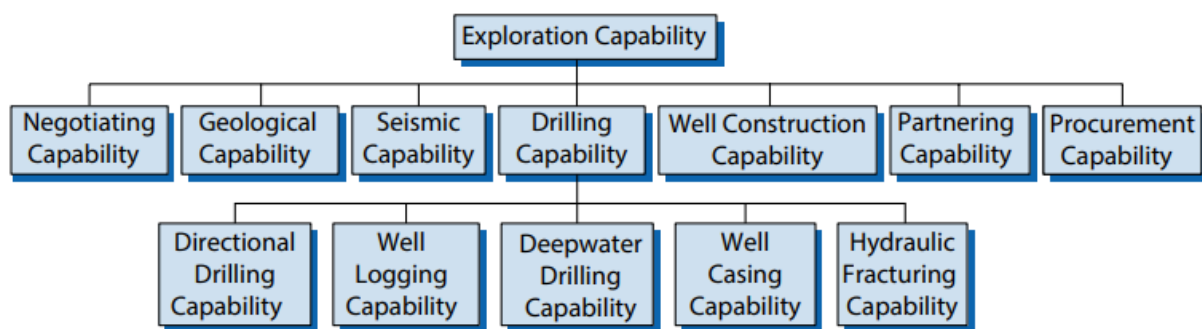 Exploration Capability
Negotiating
Capability
Geological
Capability
Seismic
Capability
Drilling
Capability
Well Construction
Capability
Partnering
Capability
Procurement
Capability
Directional
Drilling
Capability
Well
Logging
Capability
Deepwater
Drilling
Capability
Well
Casing
Capability
Hydraulic
Fracturing
Capability